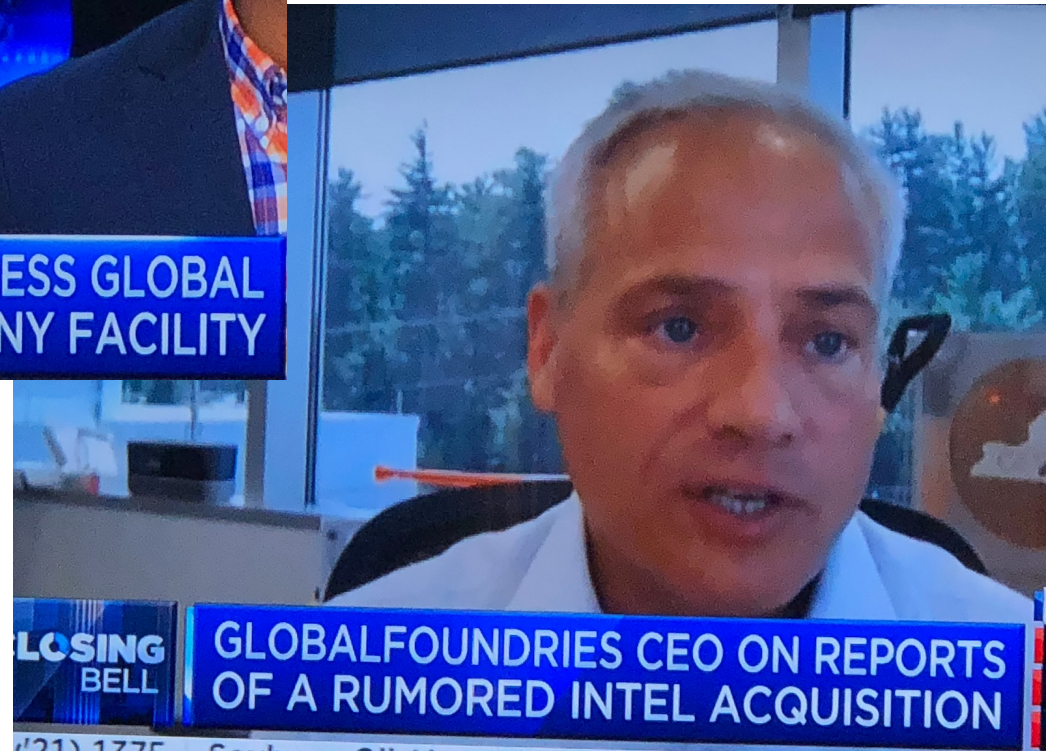 ESS GLOBAL
NY FACILITY
CLOSING
BELL
GLOBALFOUNDRIES CEO ON REPORTS
OF A RUMORED INTEL ACQUISITION